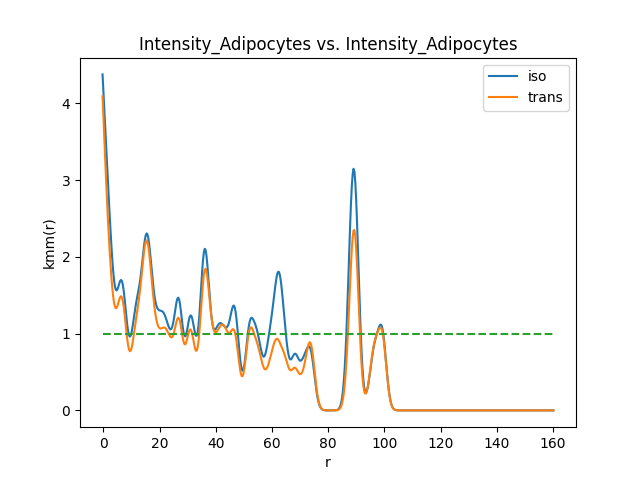 Intensity_Adipocytes vs. Intensity_Adipocytes
iso
trans
kmm(r)
4
3
2
1
0
0 20 40 60 80 100 120 140 160
r